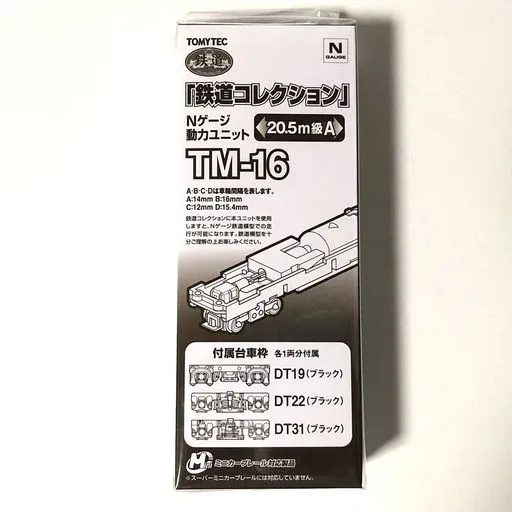 TOMYTEC
鉄道
N
GAUGE
「鉄道コレクション」
Nゲージ
動力ユニット
20.5m級A
TM-16
A・B・C・Dは車輪間隔を表します。
A:14mm B:16mm
C:12mm D:15.4mm
鉄道コレクションに本ユニットを使用
しますと、Nゲージ鉄道模型での走
行が可能になります。鉄道模型を十
分ご理解の上お楽しみください。
付属台車枠 各1両分付属
DT19(ブラック)
DT22(ブラック)
DT31(ブラック)
ミニカーブレール対応製品
※スーパーミニカーブレールには対応していません。